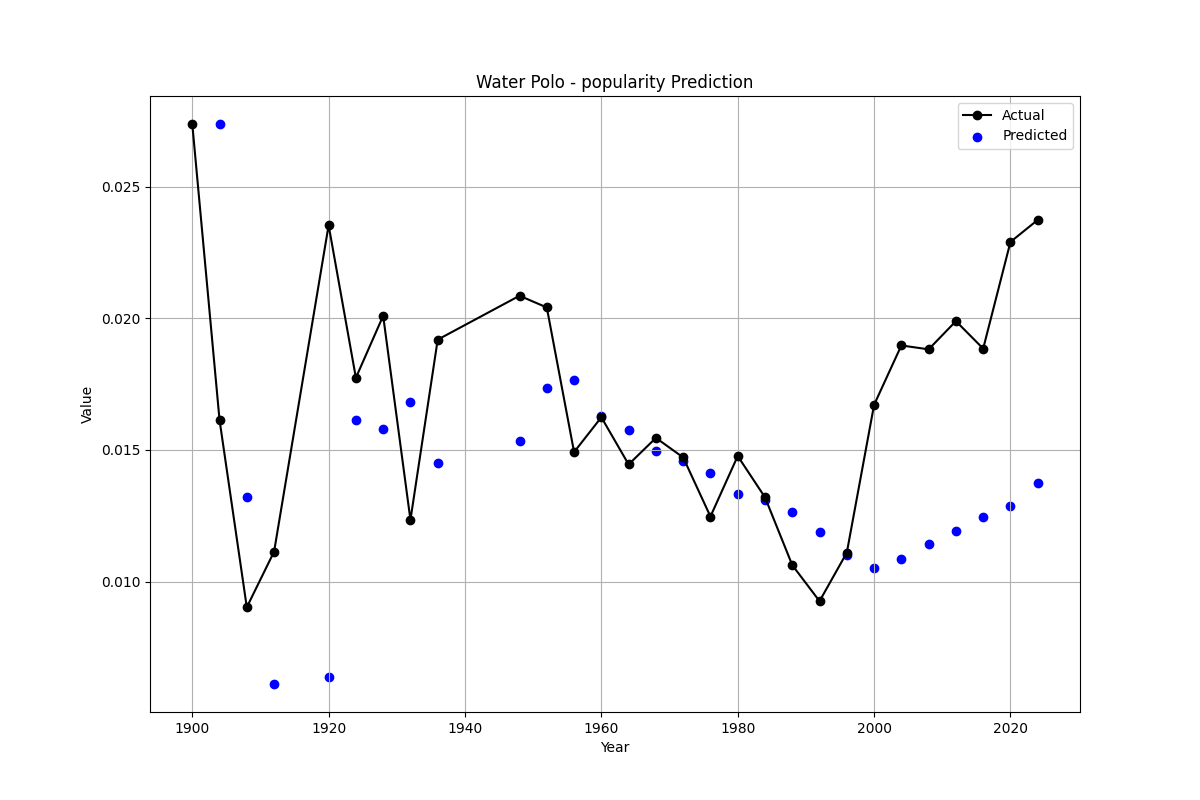 Water Polo - popularity Prediction
Actual
Predicted
0.025
0.020
0.015
0.010
Value
1900 1920 1940 1960 1980 2000 2020
Year